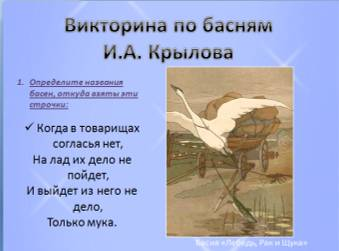 Викторина по басням
И.А. Крылова
1. Определите названия
басен, откуда взяты эти
строчки:
✓ Когда в товарищах
согласья нет,
На лад их дело не
пойдет,
И выйдет из него не
дело,
Только мука.
Басня «Лебедь, Рак и Щука»